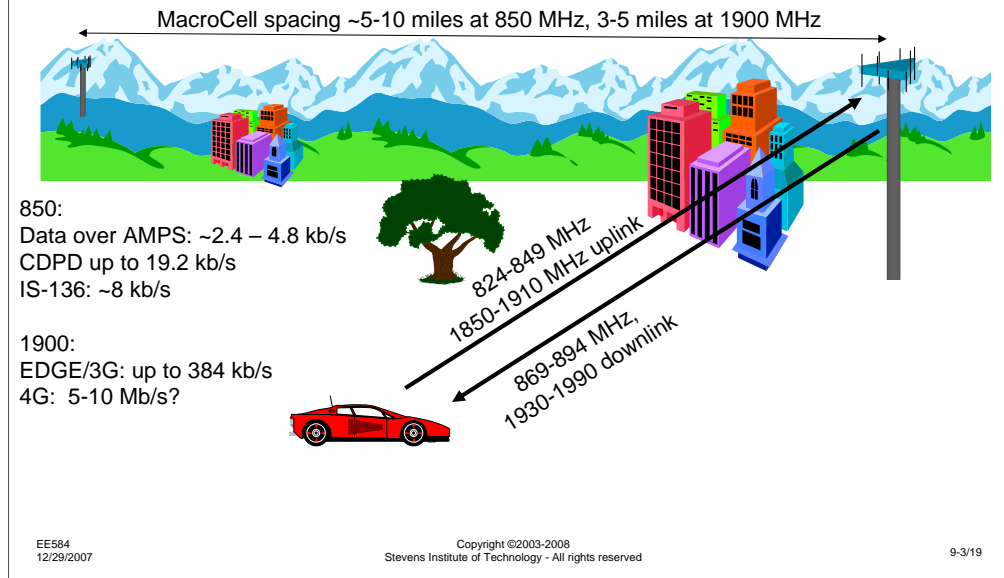 MacroCell spacing ~5-10 miles at 850 MHz, 3-5 miles at 1900 MHz
850:
Data over AMPS: ~2.4 – 4.8 kb/s
CDPD up to 19.2 kb/s
IS-136: ~8 kb/s
1900:
EDGE/3G: up to 384 kb/s
4G: 5-10 Mb/s?
824-849 MHz
1850-1910 MHz uplink
869-894 MHz,
1930-1990 downlink
EE584
12/29/2007
Copyright ©2003-2008
Stevens Institute of Technology - All rights reserved
9-3/19